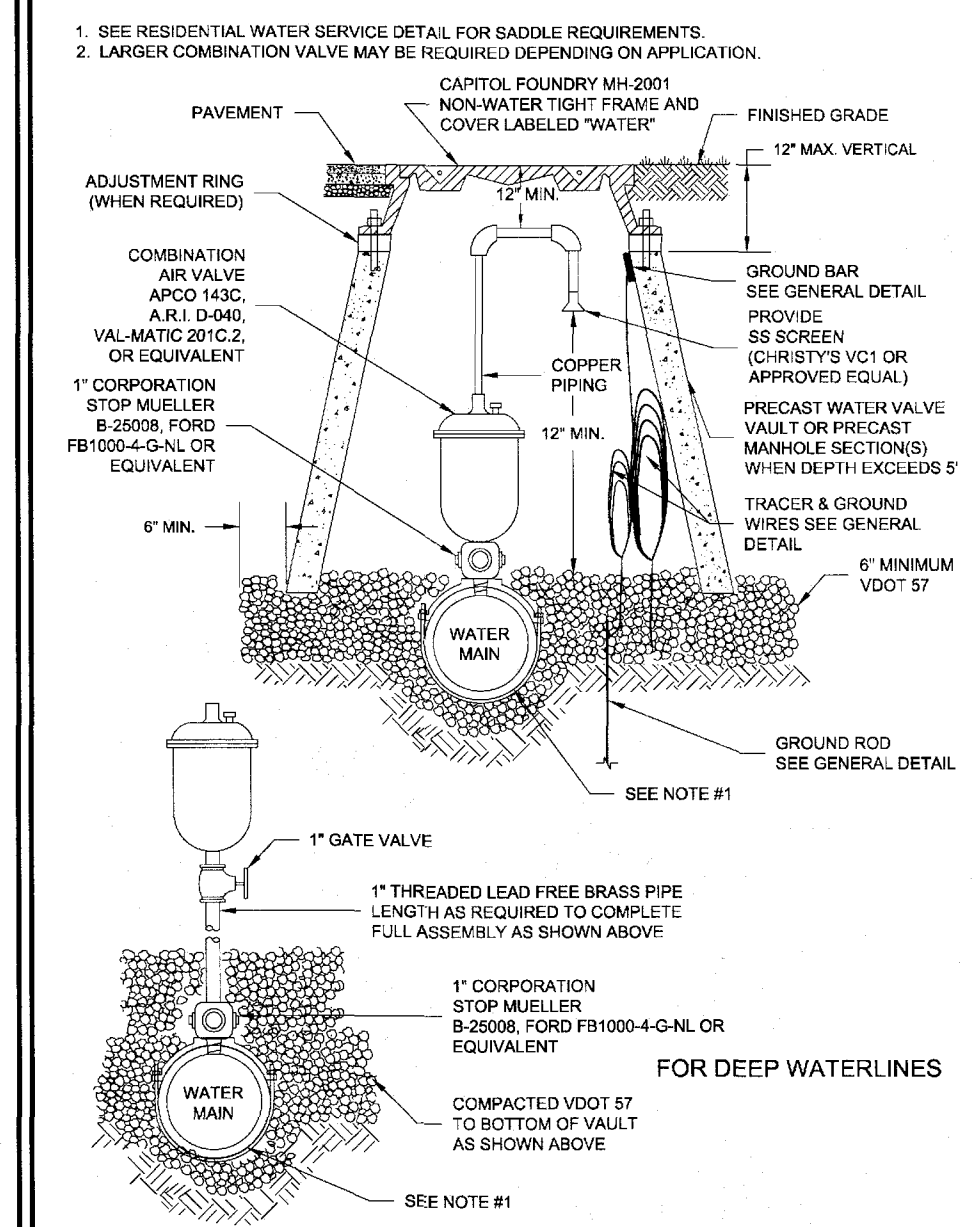 1. SEE RESIDENTIAL WATER SERVICE DETAIL FOR SADDLE REQUIREMENTS.
2. LARGER COMBINATION VALVE MAY BE REQUIRED DEPENDING ON APPLICATION.
CAPITOL FOUNDRY MH-2001
NON-WATER TIGHT FRAME AND
COVER LABELED "WATER"
PAVEMENT
FINISHED GRADE
12" MAX. VERTICAL
ADJUSTMENT RING
(WHEN REQUIRED)
12" MIN.
COMBINATION
AIR VALVE
APCO 143C,
A.R.I. D-040,
VAL-MATIC 201C.2,
OR EQUIVALENT
GROUND BAR
SEE GENERAL DETAIL
PROVIDE
SS SCREEN
(CHRISTY'S VC1 OR
APPROVED EQUAL)
COPPER
PIPING
1" CORPORATION
STOP MUELLER
B-25008, FORD
FB1000-4-G-NL OR
EQUIVALENT
12" MIN.
PRECAST WATER VALVE
VAULT OR PRECAST
MANHOLE SECTION(S)
WHEN DEPTH EXCEEDS 5'
TRACER & GROUND
WIRES SEE GENERAL
DETAIL
6" MIN.
6" MINIMUM
VDOT 57
WATER
MAIN
GROUND ROD
SEE GENERAL DETAIL
SEE NOTE #1
1" GATE VALVE
1" THREADED LEAD FREE BRASS PIPE
LENGTH AS REQUIRED TO COMPLETE
FULL ASSEMBLY AS SHOWN ABOVE
1" CORPORATION
STOP MUELLER
B-25008, FORD FB1000-4-G-NL OR
EQUIVALENT
FOR DEEP WATERLINES
WATER
MAIN
COMPACTED VDOT 57
TO BOTTOM OF VAULT
AS SHOWN ABOVE
SEE NOTE #1